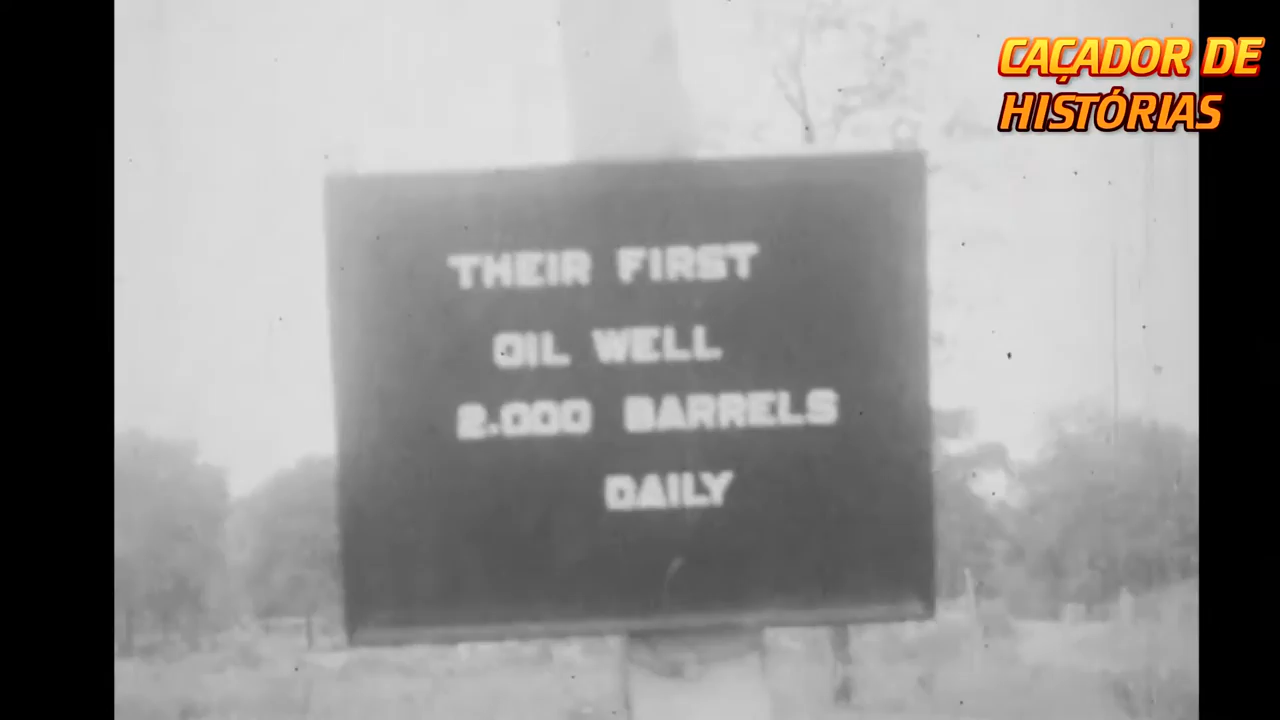 CAÇADOR DE
HISTÓRIAS
THEIR FIRST
OIL WELL
2.000 BARRELS
DAILY